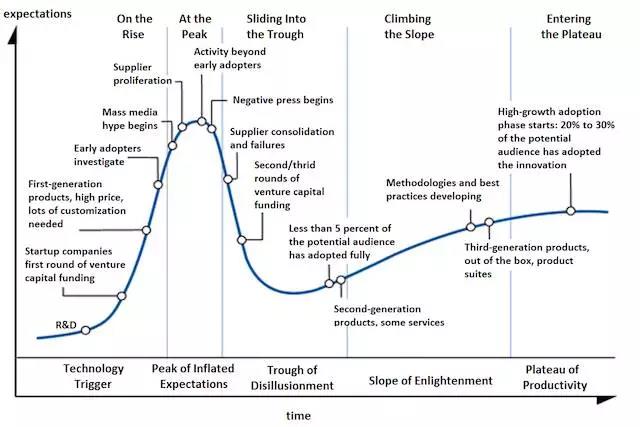 expectations
On the
Rise
At the
Peak
Sliding Into
the Trough
Climbing
the Slope
Entering
the Plateau
Activity beyond
early adopters
Supplier
proliferation
Negative press begins
Mass media
hype begins
High-growth adoption
phase starts: 20% to 30%
of the potential
audience has adopted
the innovation
Supplier consolidation
and failures
Early adopters
investigate
Second/thrid
rounds of
venture capital
funding
First-generation
products, high price,
lots of customization
needed
Methodologies and best
practices developing
Less than 5 percent of
the potential audience
has adopted fully
Startup companies
first round of venture
capital funding
Third-generation products,
out of the box, product
suites
Second-generation
products, some services
R&D
Technology
Trigger
Peak of Inflated
Expectations
Trough of
Disillusionment
Slope of Enlightenment
Plateau of
Productivity
time